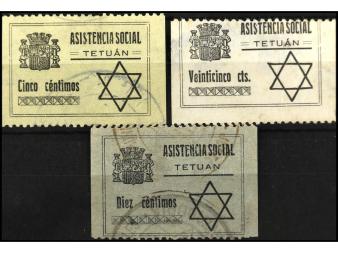 ASISTENCIA SOCIAL
TETUÁN
Cinco céntimos
ASISTENCIA SOCIAL
TETUÁN
Veinticinco cts.
ASISTENCIA SOCIAL
TETUAN
Diez céntimos